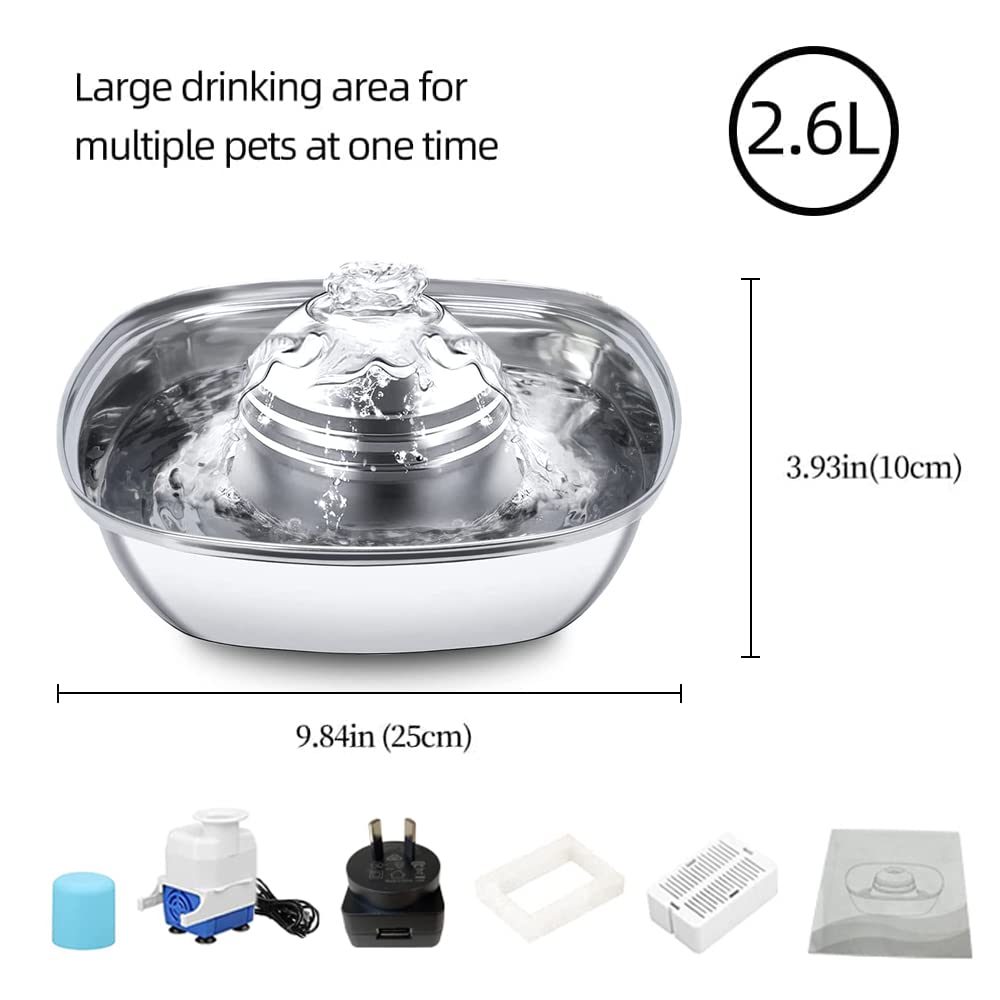 Large drinking area for
multiple pets at one time
2.6L
3.93in(10cm)
9.84in (25cm)